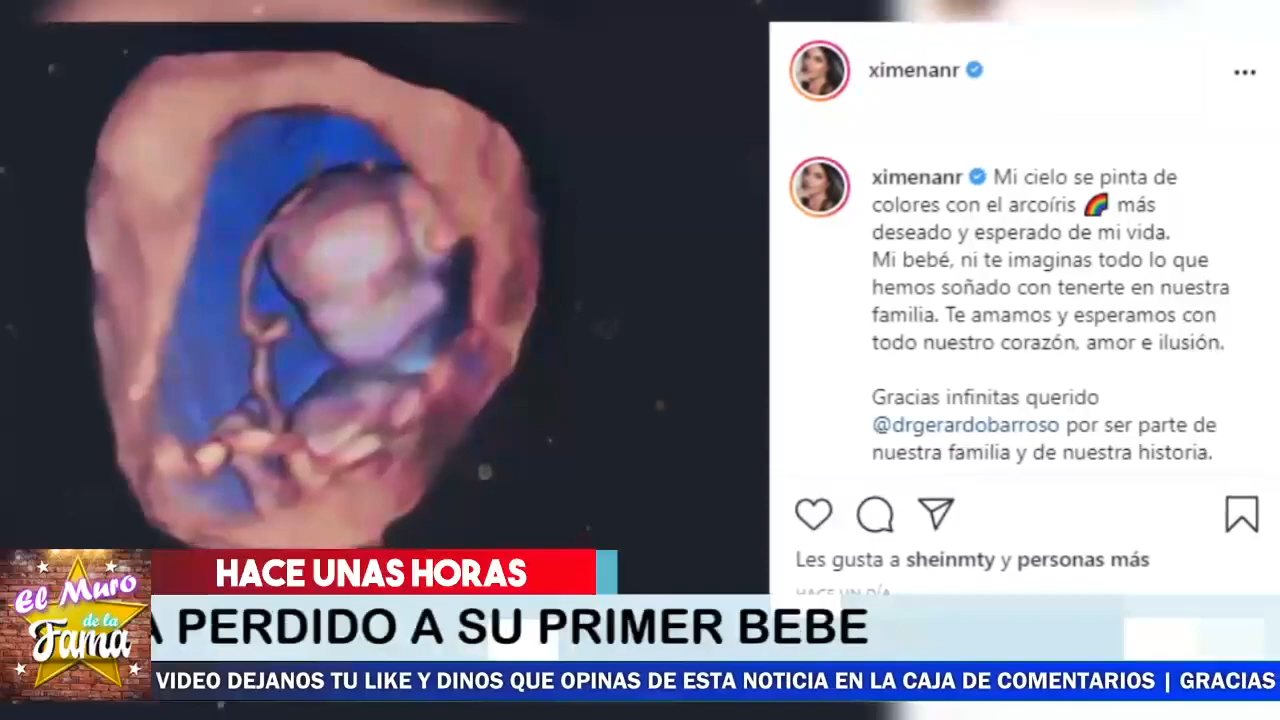 ximenanr
ximenanr Mi cielo se pinta de
colores con el arcoíris 🌈 más
deseado y esperado de mi vida.
Mi bebé, ni te imaginas todo lo que
hemos soñado con tenerte en nuestra
familia. Te amamos y esperamos con
todo nuestro corazón, amor e ilusión.
Gracias infinitas querido
@drgerardobarroso por ser parte de
nuestra familia y de nuestra historia.
Les gusta a sheinmty y personas más
HACE UN DÍA
HACE UNAS HORAS
El Muro
de la
Fama
A PERDIDO A SU PRIMER BEBE
VIDEO DEJANOS TU LIKE Y DINOS QUE OPINAS DE ESTA NOTICIA EN LA CAJA DE COMENTARIOS | GRACIAS